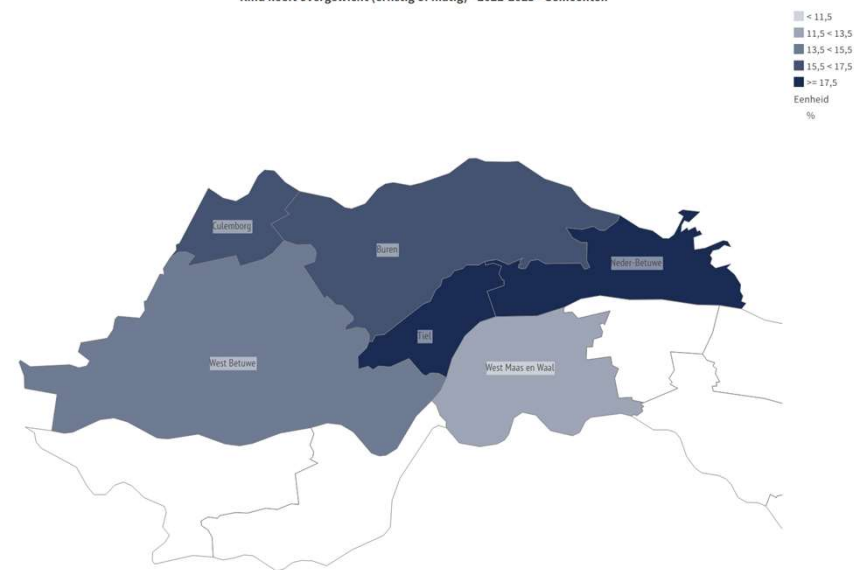 < 11,5
11,5 < 13,5
13,5 < 15,5
15,5 < 17,5
>= 17,5
Eenheid
%
Culemborg
Buren
Neder-Betuwe
Tiel
West Betuwe
West Maas en Waal